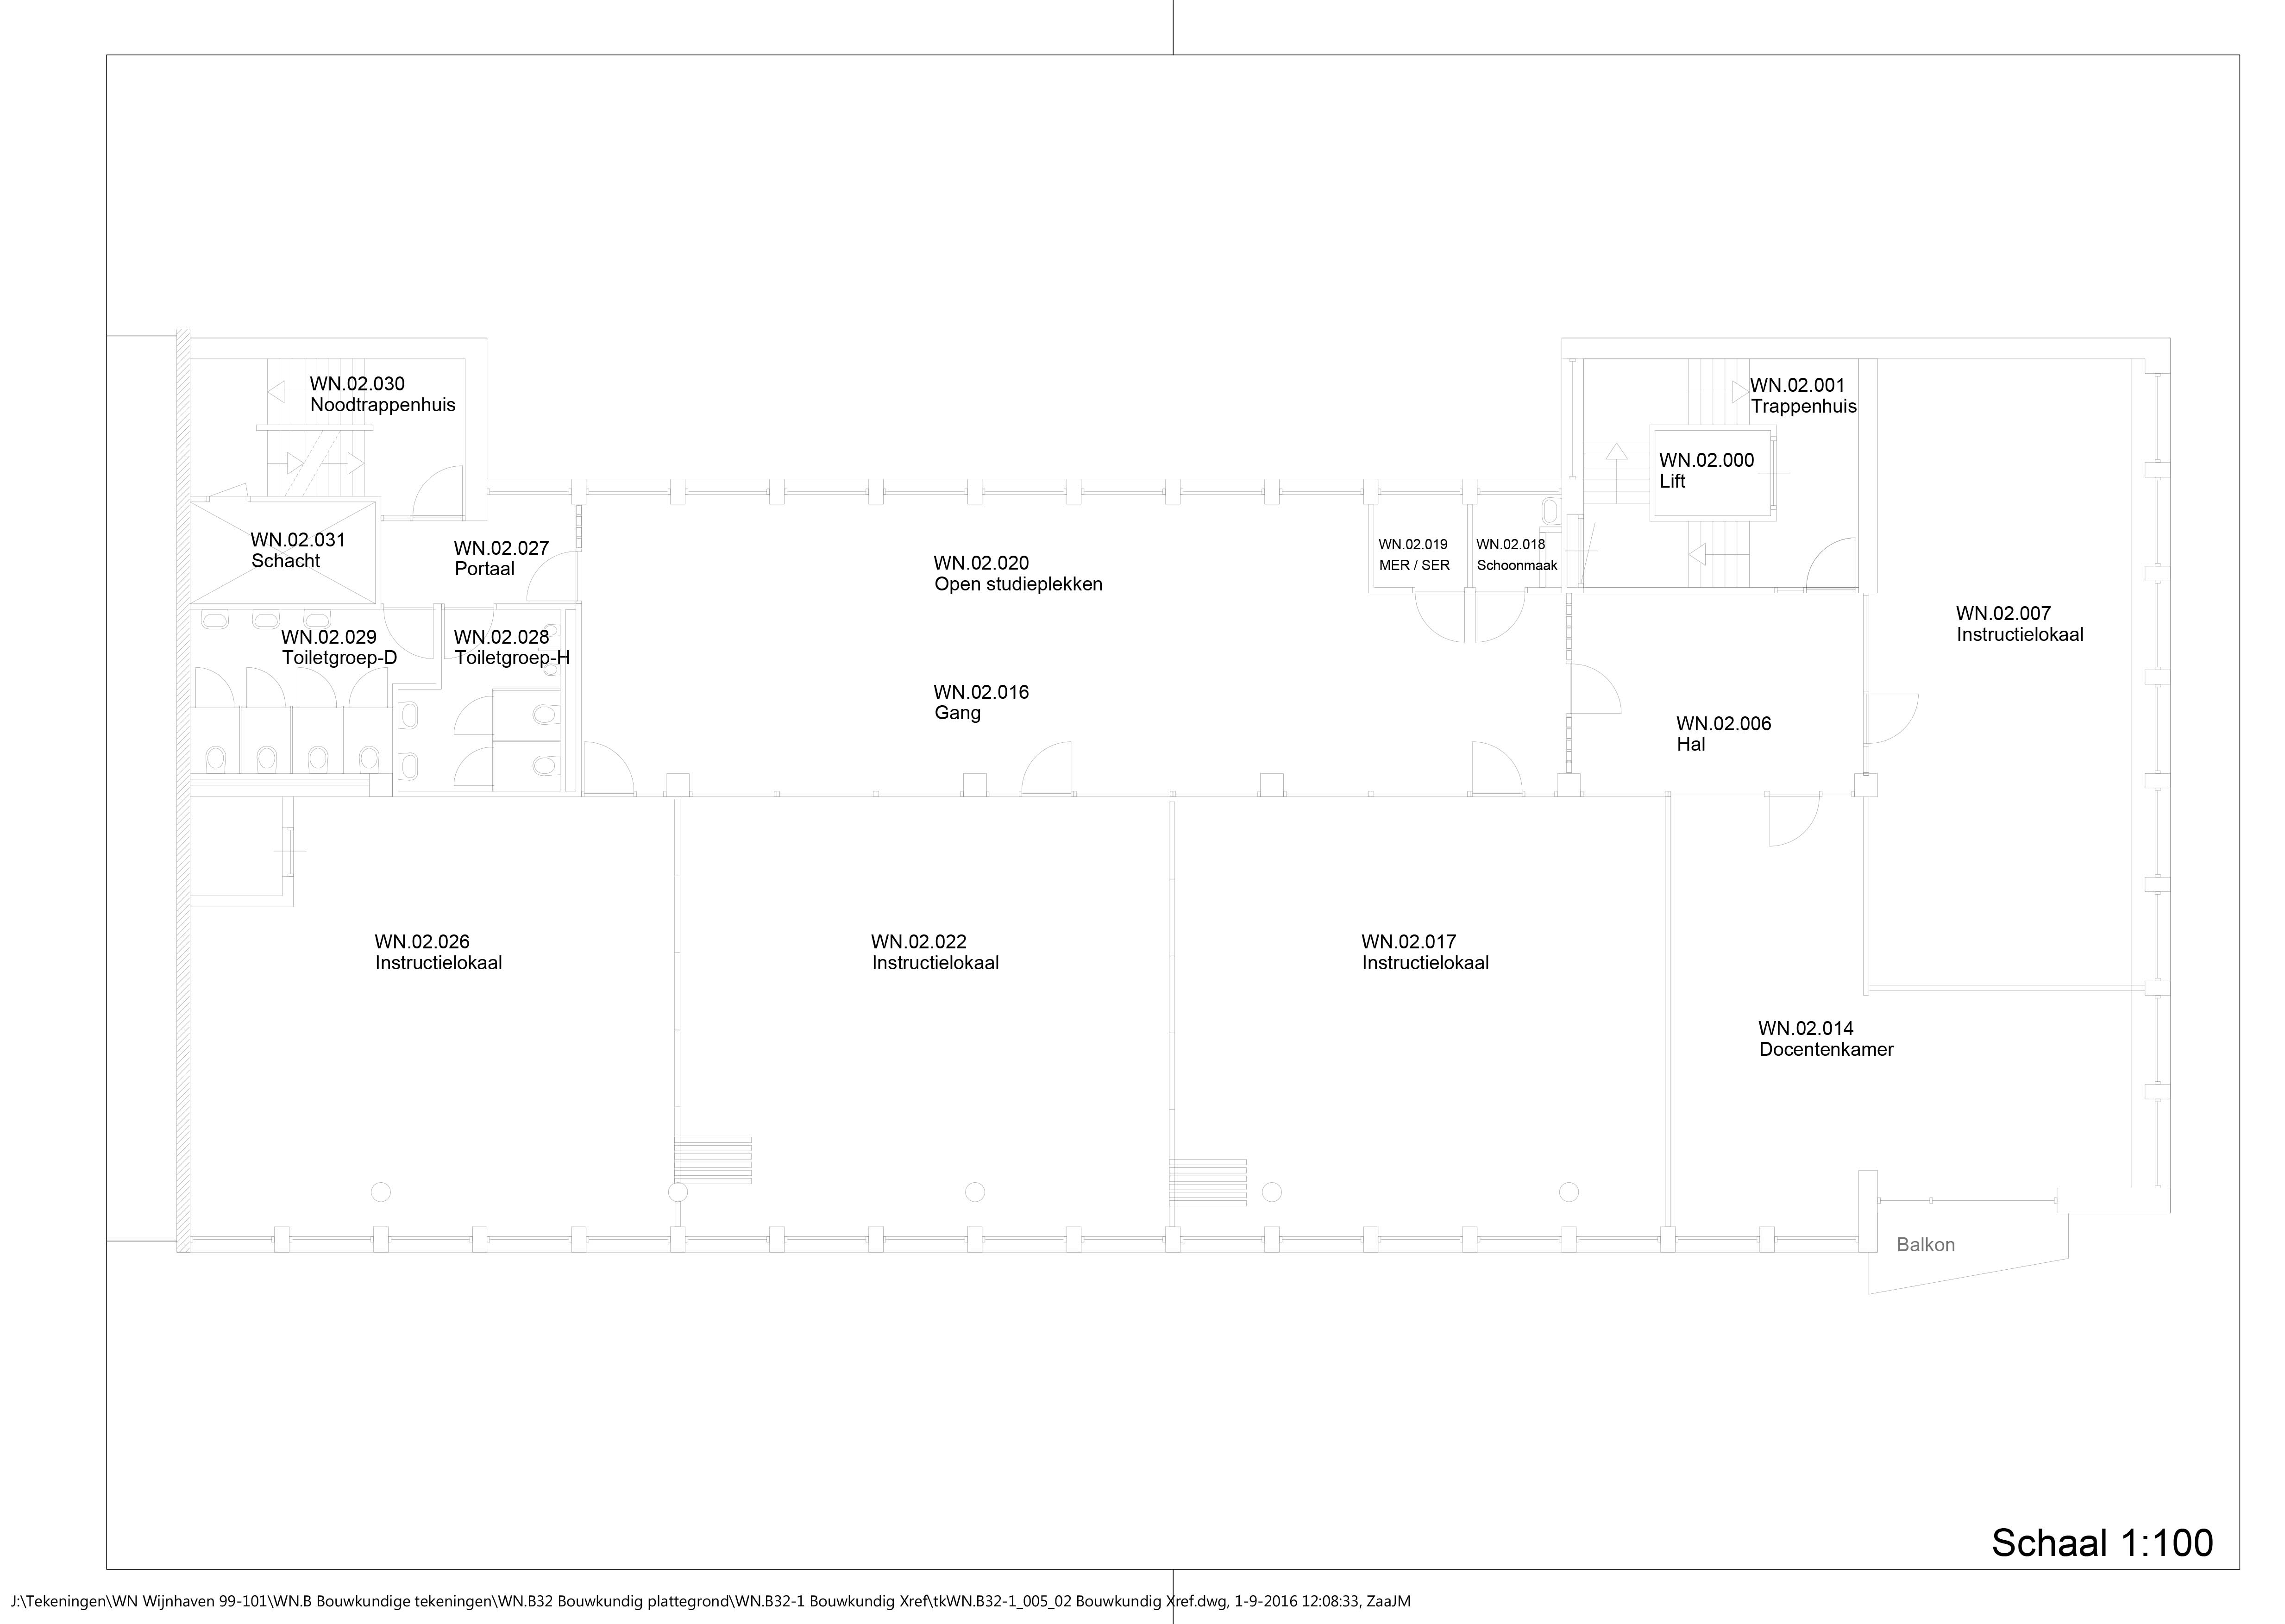 WN.02.030
Noodtrappenhuis
WN.02.001
Trappenhuis
WN.02.000
Lift
WN.02.031
Schacht
WN.02.027
Portaal
WN.02.020
Open studieplekken
WN.02.019
MER / SER
WN.02.018
Schoonmaak
WN.02.007
Instructielokaal
WN.02.029
Toiletgroep-D
WN.02.028
Toiletgroep-H
WN.02.016
Gang
WN.02.006
Hal
WN.02.026
Instructielokaal
WN.02.022
Instructielokaal
WN.02.017
Instructielokaal
WN.02.014
Docentenkamer
Balkon
Schaal 1:100
J:\Tekeningen\WN Wijnhaven 99-101\WN.B Bouwkundige tekeningen\WN.B32 Bouwkundig plattegrond\WN.B32-1 Bouwkundig Xref\tkWN.B32-1_005_02 Bouwkundig Xref.dwg, 1-9-2016 12:08:33, ZaaJM